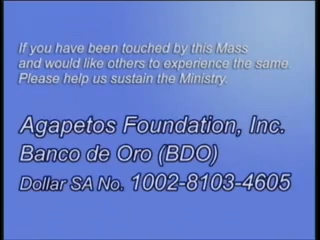 If you have been touched by this Mass
and would like others to experience the same.
Please help us sustain the Ministry.
Agapetos Foundation, Inc.
Banco de Oro (BDO)
Dollar SA No. 1002-8103-4605